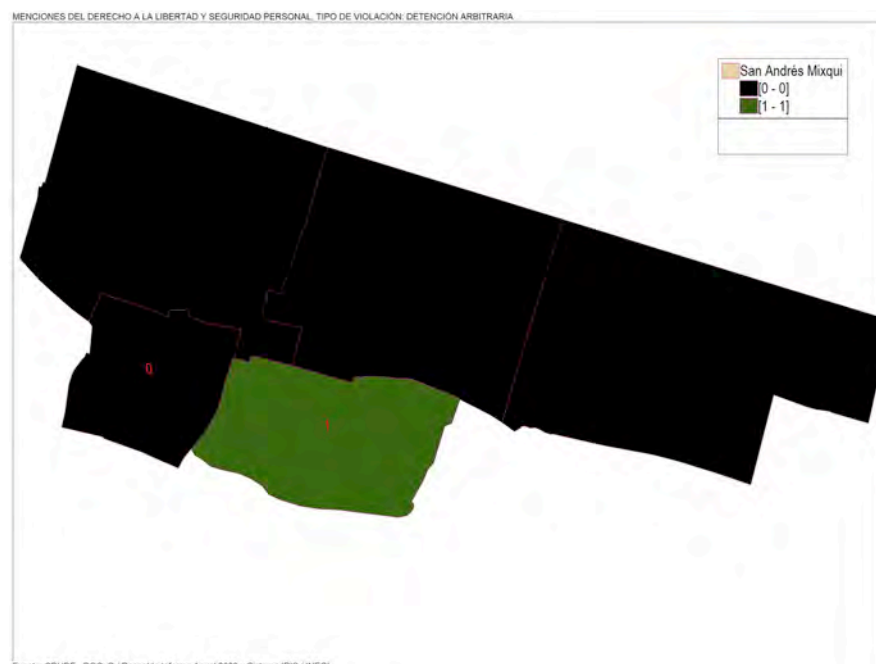 MENCIONES DEL DERECHO A LA LIBERTAD Y SEGURIDAD PERSONAL. TIPO DE VIOLACIÓN: DETENCIÓN ARBITRARIA
San Andrés Mixqui
[0 - 0]
[1 - 1]
0